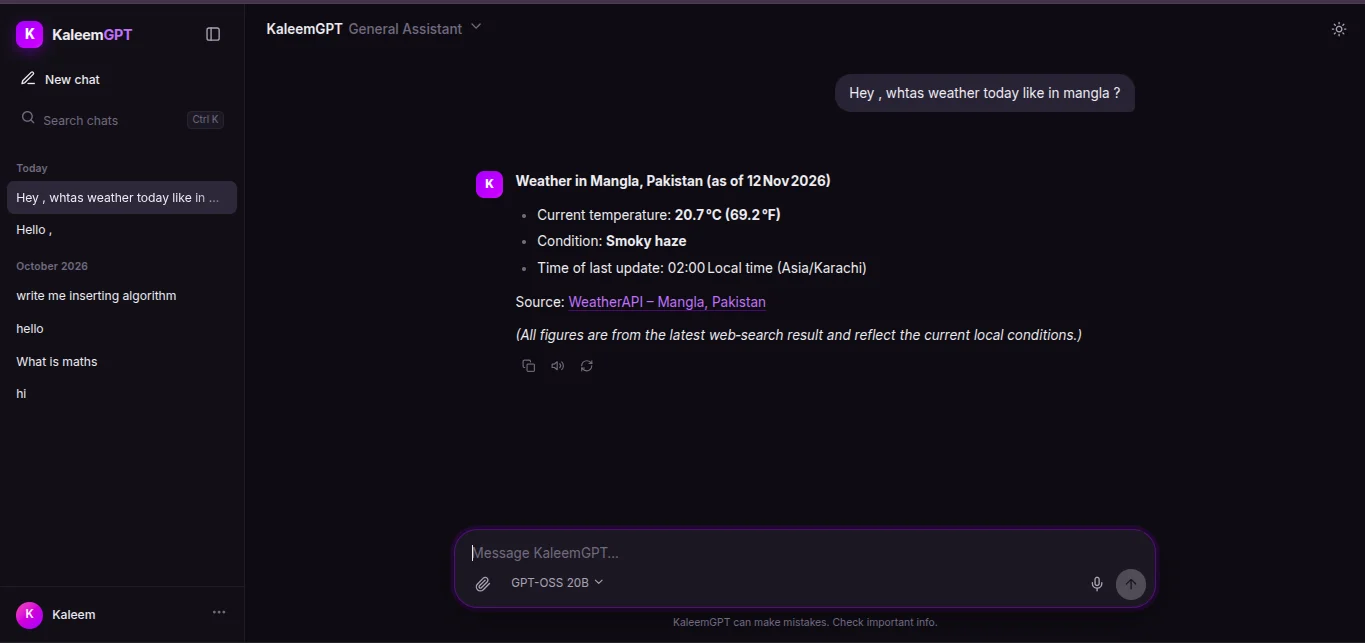 KaleemGPT
New chat
Search chats Ctrl K
Today
Hey , whtas weather today like in ...
Hello ,
October 2026
write me inserting algorithm
hello
What is maths
hi
K Kaleem
KaleemGPT General Assistant
Hey , whtas weather today like in mangla ?
K Weather in Mangla, Pakistan (as of 12 Nov 2026)
• Current temperature: 20.7 °C (69.2 °F)
• Condition: Smoky haze
• Time of last update: 02:00 Local time (Asia/Karachi)
Source: WeatherAPI – Mangla, Pakistan
(All figures are from the latest web-search result and reflect the current local conditions.)
Message KaleemGPT...
GPT-OSS 20B
KaleemGPT can make mistakes. Check important info.